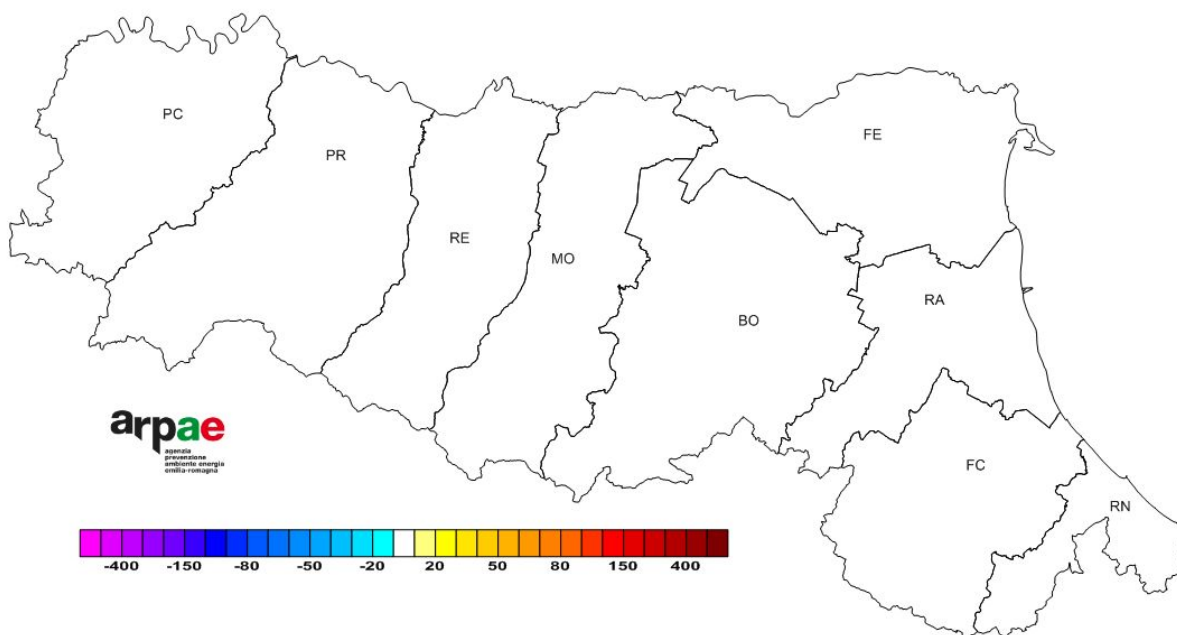 PC
FE
PR
RE
MO
RA
BO
arpae
agenzia
prevenzione
ambiente energia
emilia-romagna
FC
RN
-400 -150 -80 -50 -20 20 50 80 150 400